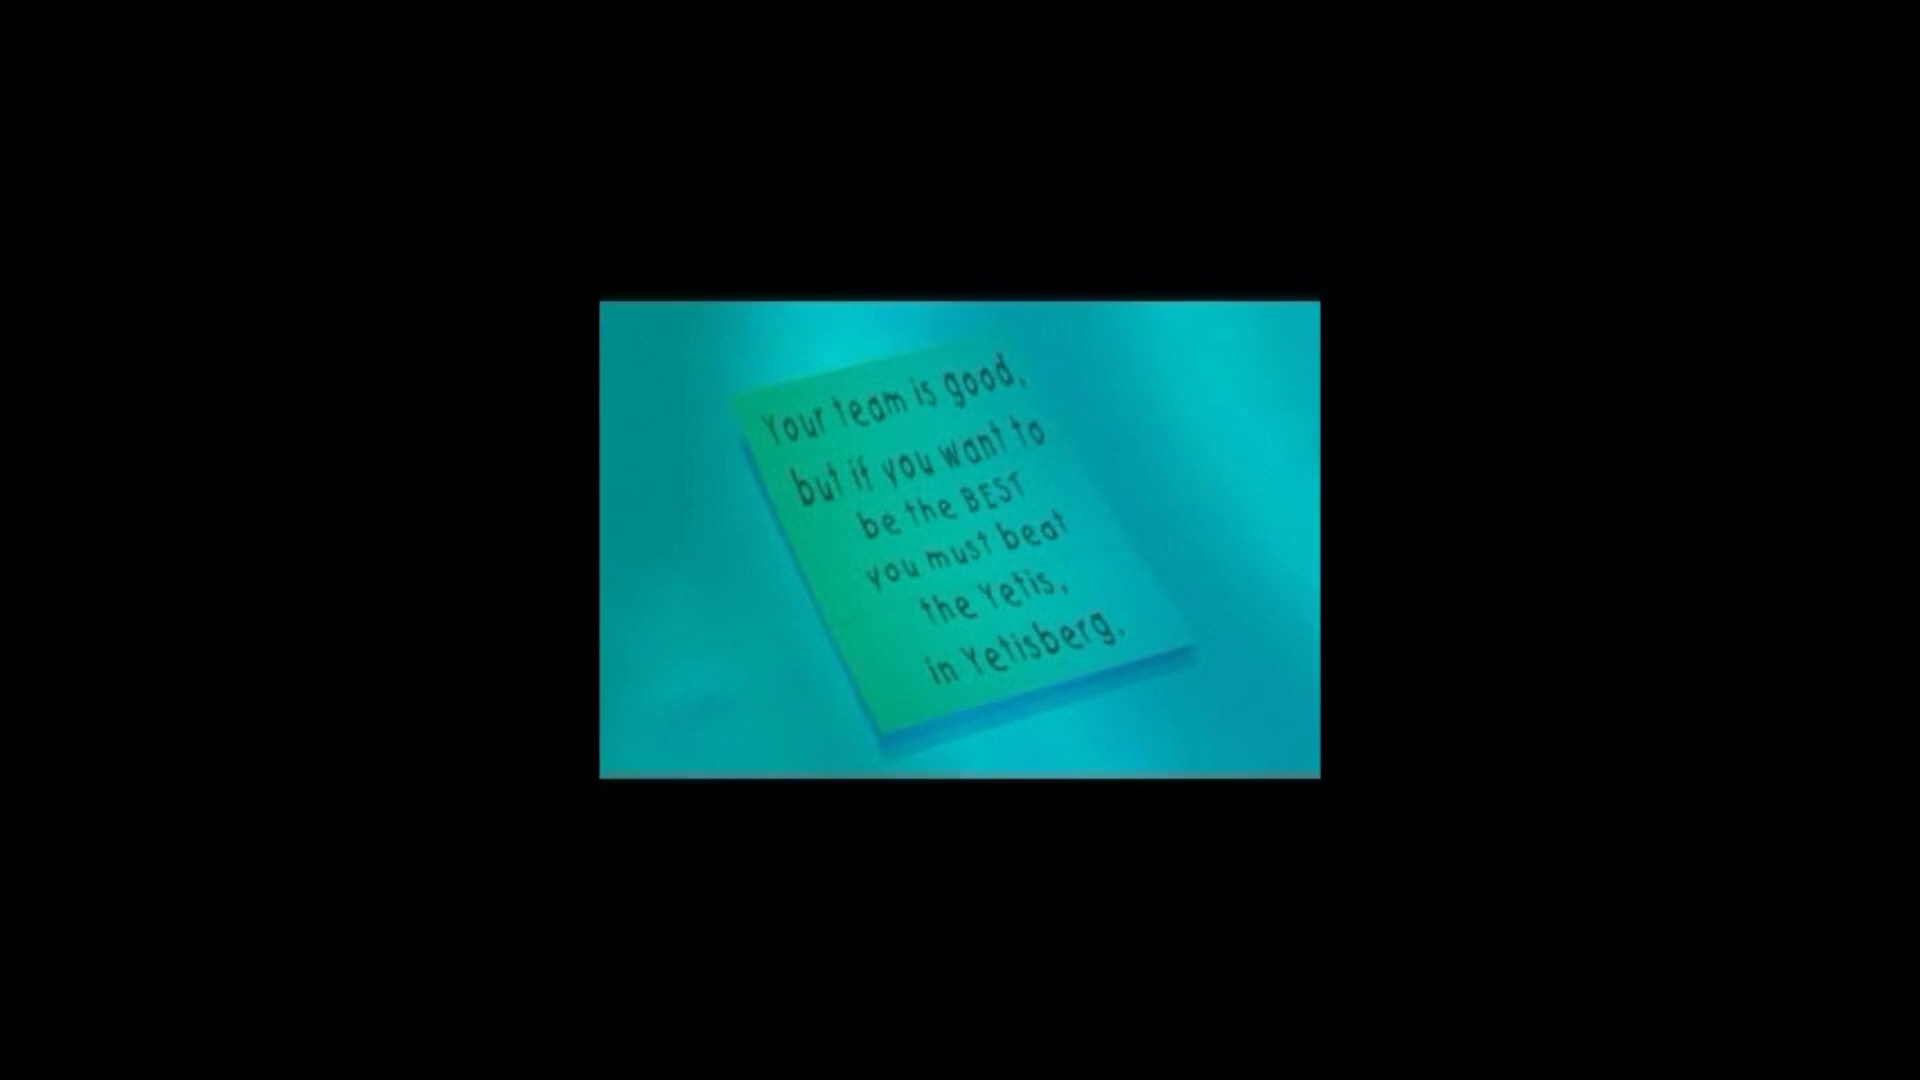 Your team is good,
but if you want to
be the BEST
you must beat
the Yetis,
in Yetisberg.